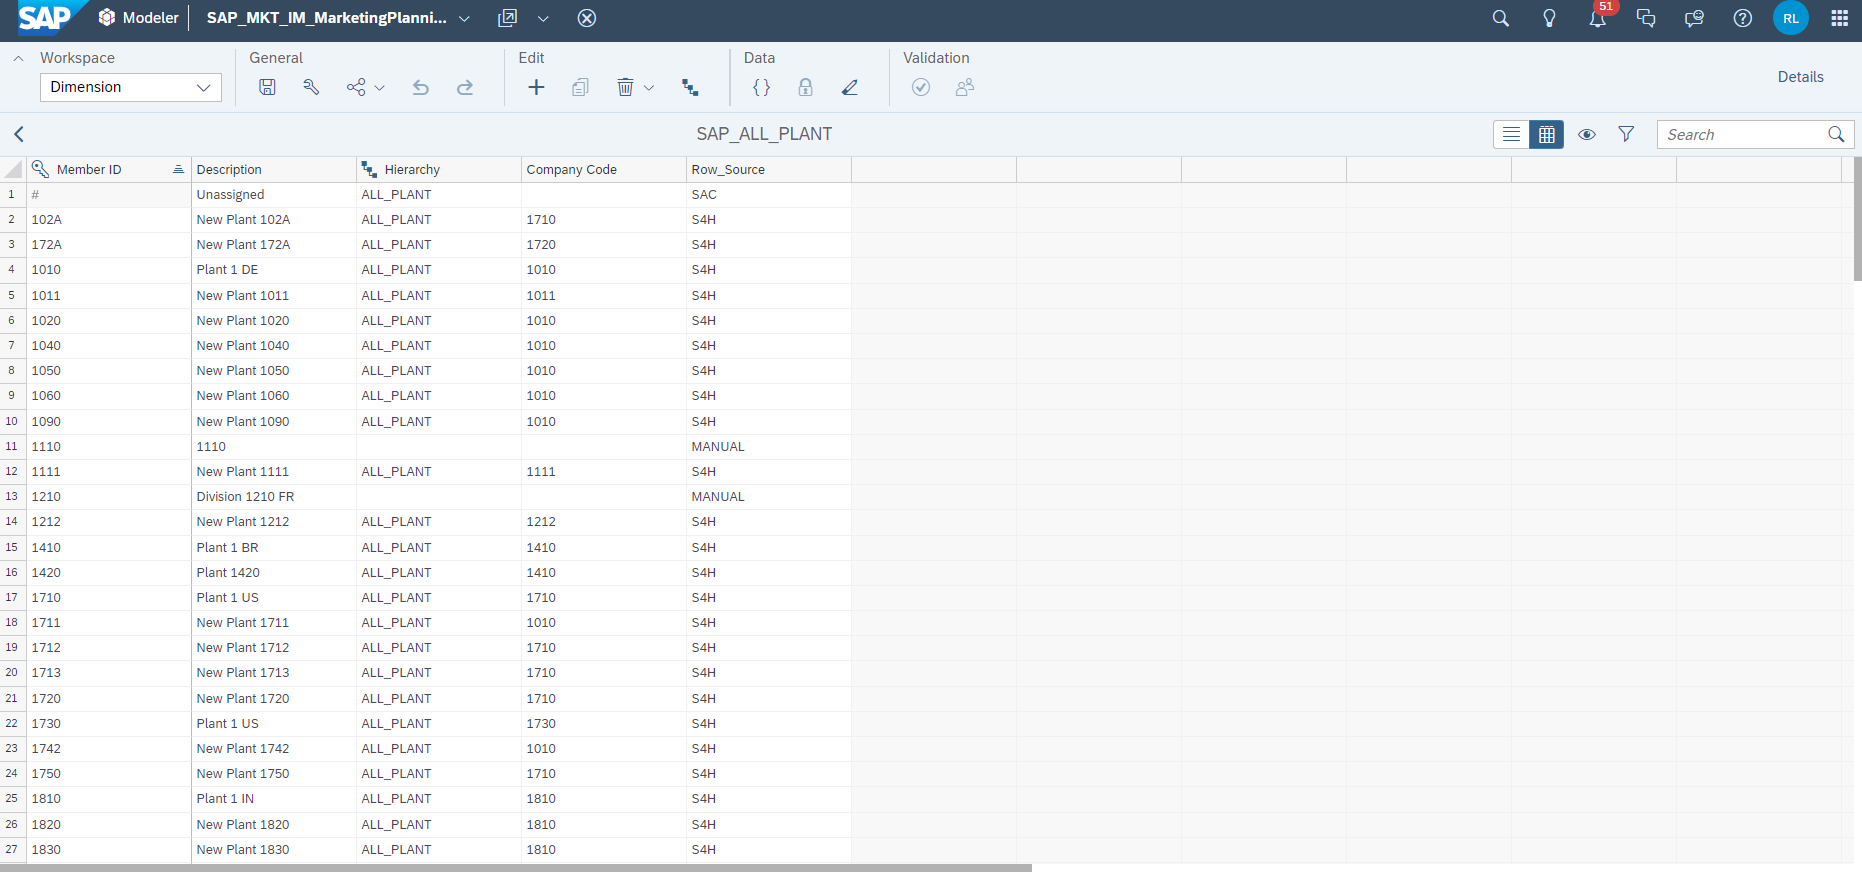 SAP Modeler SAP_MKT_IM_MarketingPlanni... 51 RL
Workspace General Edit Data Validation
Dimension { } Details
SAP_ALL_PLANT Search
Member ID Description Hierarchy Company Code Row_Source
1 # Unassigned ALL_PLANT SAC
2 102A New Plant 102A ALL_PLANT 1710 S4H
3 172A New Plant 172A ALL_PLANT 1720 S4H
4 1010 Plant 1 DE ALL_PLANT 1010 S4H
5 1011 New Plant 1011 ALL_PLANT 1011 S4H
6 1020 New Plant 1020 ALL_PLANT 1010 S4H
7 1040 New Plant 1040 ALL_PLANT 1010 S4H
8 1050 New Plant 1050 ALL_PLANT 1010 S4H
9 1060 New Plant 1060 ALL_PLANT 1010 S4H
10 1090 New Plant 1090 ALL_PLANT 1010 S4H
11 1110 1110 MANUAL
12 1111 New Plant 1111 ALL_PLANT 1111 S4H
13 1210 Division 1210 FR MANUAL
14 1212 New Plant 1212 ALL_PLANT 1212 S4H
15 1410 Plant 1 BR ALL_PLANT 1410 S4H
16 1420 Plant 1420 ALL_PLANT 1410 S4H
17 1710 Plant 1 US ALL_PLANT 1710 S4H
18 1711 New Plant 1711 ALL_PLANT 1010 S4H
19 1712 New Plant 1712 ALL_PLANT 1710 S4H
20 1713 New Plant 1713 ALL_PLANT 1710 S4H
21 1720 New Plant 1720 ALL_PLANT 1710 S4H
22 1730 Plant 1 US ALL_PLANT 1730 S4H
23 1742 New Plant 1742 ALL_PLANT 1010 S4H
24 1750 New Plant 1750 ALL_PLANT 1710 S4H
25 1810 Plant 1 IN ALL_PLANT 1810 S4H
26 1820 New Plant 1820 ALL_PLANT 1810 S4H
27 1830 New Plant 1830 ALL_PLANT 1810 S4H